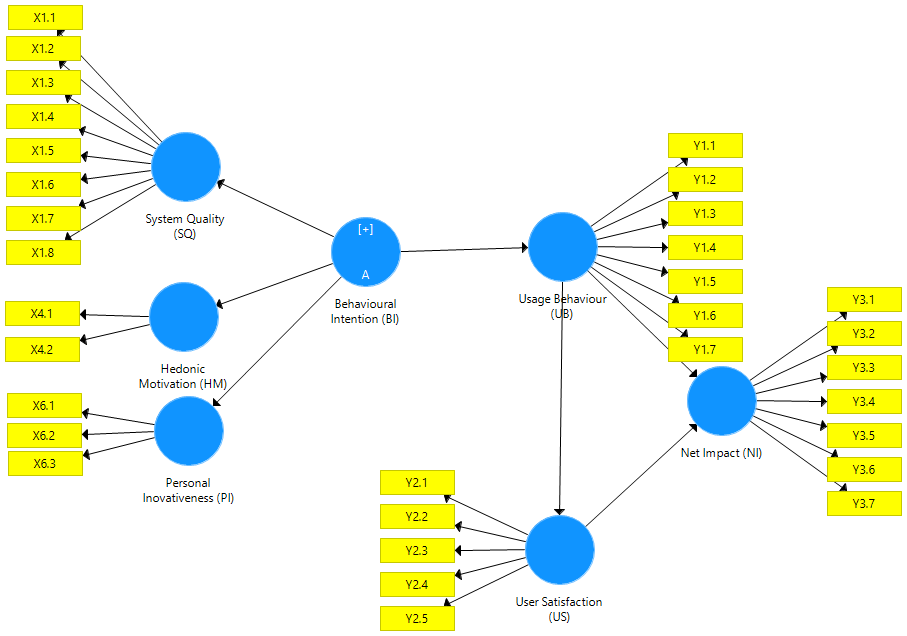 X1.1
X1.2
X1.3
X1.4
X1.5
X1.6
X1.7
X1.8
System Quality
(SQ)
X4.1
X4.2
Hedonic
Motivation (HM)
X6.1
X6.2
X6.3
Personal
Inovativeness (PI)
[+]
A
Behavioural
Intention (BI)
Usage Behaviour
(UB)
Y1.1
Y1.2
Y1.3
Y1.4
Y1.5
Y1.6
Y1.7
Y2.1
Y2.2
Y2.3
Y2.4
Y2.5
User Satisfaction
(US)
Net Impact (NI)
Y3.1
Y3.2
Y3.3
Y3.4
Y3.5
Y3.6
Y3.7